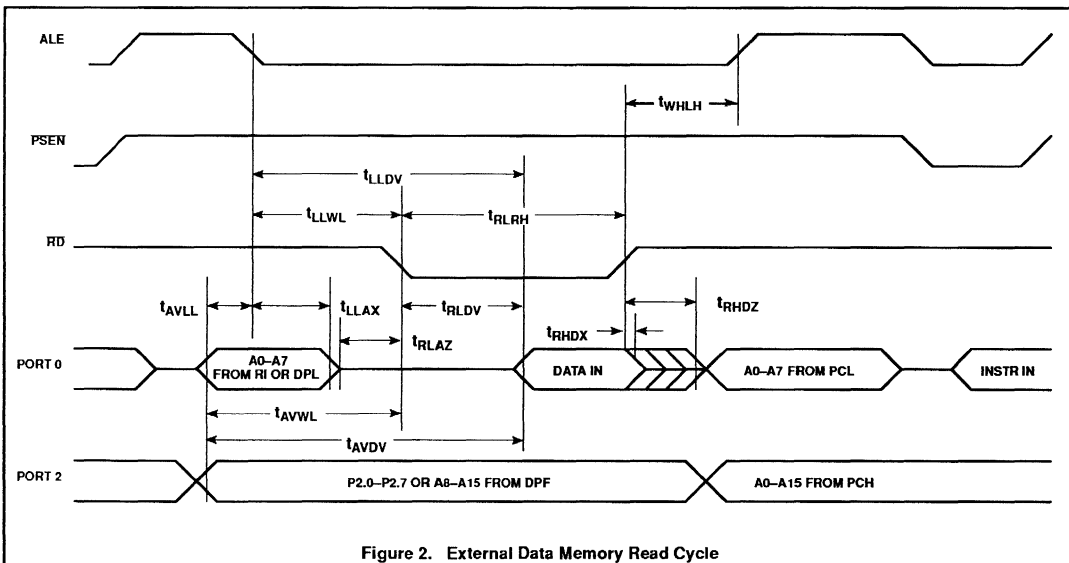 ALE
tWHLH
PSEN
tLLDV
tLLWL
tRLRH
RD
tAVLL
tLLAX
tRLDV
tRHDZ
tRLAZ
tRHDX
PORT 0
A0–A7
FROM RI OR DPL
DATA IN
A0–A7 FROM PCL
INSTR IN
tAVWL
tAVDV
PORT 2
P2.0–P2.7 OR A8–A15 FROM DPF
A0–A15 FROM PCH
Figure 2. External Data Memory Read Cycle